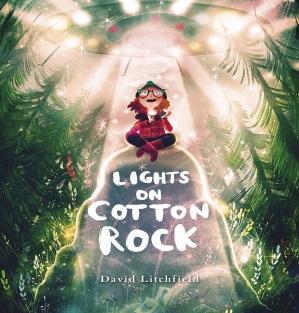 LIGHTS
ON
COTTON
ROCK
David Litchfield